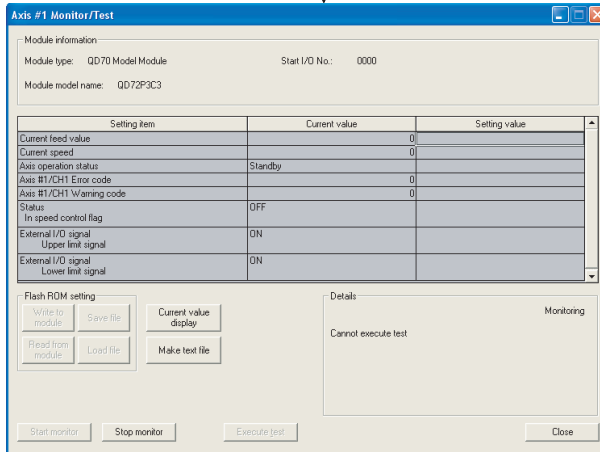 Axis #1 Monitor/Test
Module information
Module type: QD70 Model Module Start I/O No.: 0000
Module model name: QD72P3C3
Setting item Current value Setting value
Current feed value 0
Current speed 0
Axis operation status Standby
Axis #1/CH1 Error code 0
Axis #1/CH1 Warning code 0
Status OFF
In speed control flag
External I/O signal ON
Upper limit signal
External I/O signal ON
Lower limit signal
Flash ROM setting
Write to
module
Save file
Current value
display
Read from
module
Load file
Make text file
Details
Monitoring
Cannot execute test
Start monitor Stop monitor Execute test Close